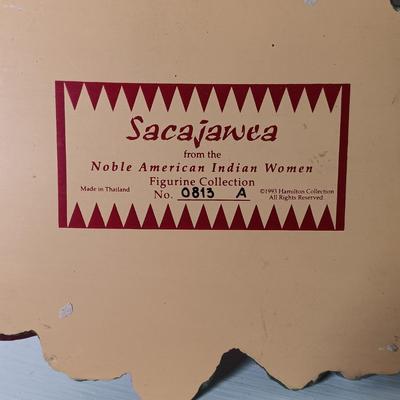 Sacajawea
from the
Noble American Indian Women
Figurine Collection
Made in Thailand
No. 0813 A
©1993 Hamilton Collection
All Rights Reserved